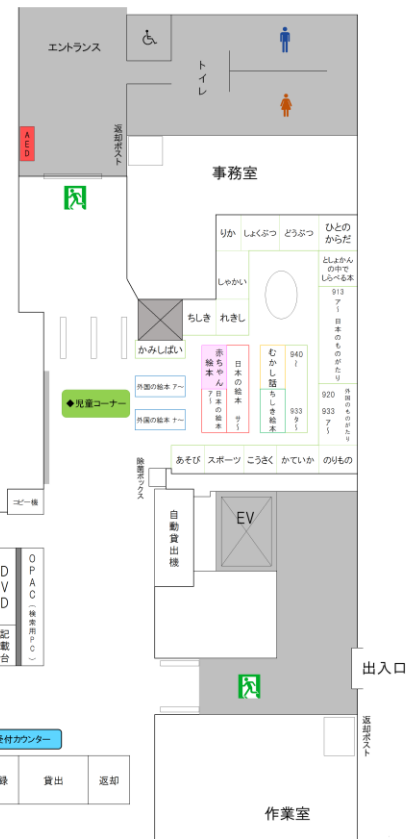 エントランス
トイレ
AED
返却ポスト
事務室
りか
しょくぶつ
どうぶつ
ひとの
からだ
としょかん
の中で
しらべる本
しゃかい
913
ア～
日本のものがたり
ちしき
れきし
かみしばい
赤ちゃん
絵本
日本の絵本
ア～
日本の絵本
サ～
むかし話
ちしき絵本
940
～
933
タ～
920
～
933
ア～
外国のものがたり
外国の絵本 ア～
外国の絵本 ナ～
◆児童コーナー
あそび
スポーツ
こうさく
かていか
のりもの
除菌ボックス
コピー機
自動貸出機
EV
DVD
記載台
OPAC（検索用PC）
出入口
返却ポスト
受付カウンター
録
貸出
返却
作業室